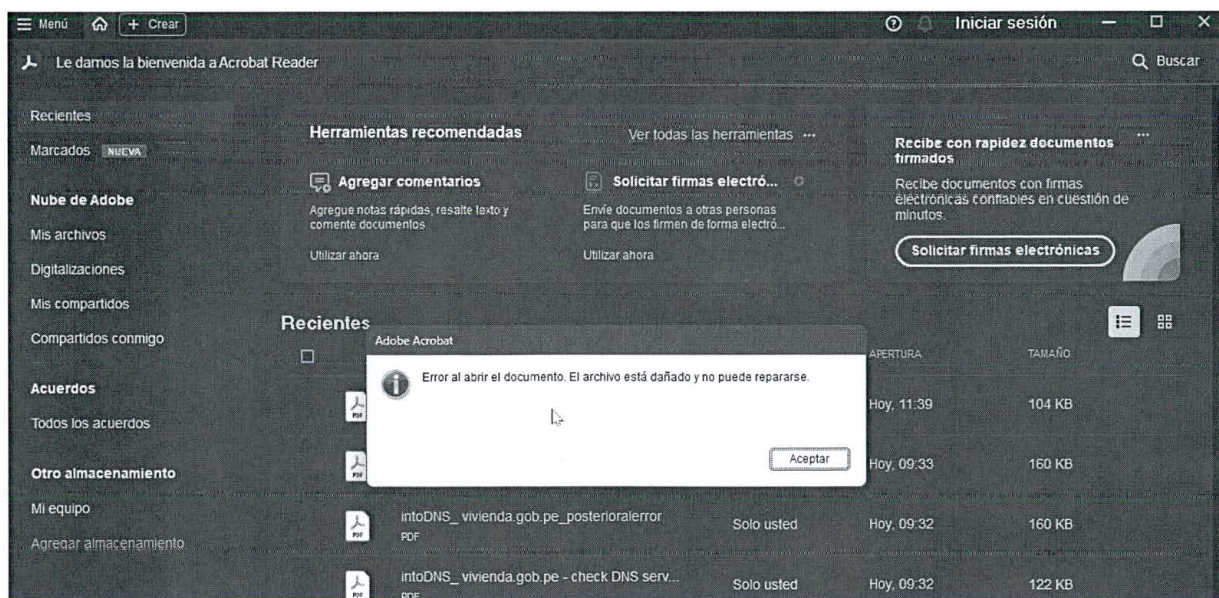 Menú
+ Crear
Iniciar sesión
Le damos la bienvenida a Acrobat Reader
Buscar
Recientes
Marcados NUEVA
Nube de Adobe
Mis archivos
Digitalizaciones
Mis compartidos
Compartidos conmigo
Acuerdos
Todos los acuerdos
Otro almacenamiento
Mi equipo
Agregar almacenamiento
Herramientas recomendadas
Ver todas las herramientas ...
Agregar comentarios
Agregue notas rápidas, resalte texto y
comente documentos
Utilizar ahora
Solicitar firmas electró...
Envíe documentos a otras personas
para que los firmen de forma electró...
Utilizar ahora
Recibe con rapidez documentos
firmados
Recibe documentos con firmas
electrónicas confiables en cuestión de
minutos.
Solicitar firmas electrónicas
Recientes
APERTURA
TAMAÑO
Adobe Acrobat
Error al abrir el documento. El archivo está dañado y no puede repararse.
Aceptar
PDF
Hoy, 11:39
104 KB
PDF
Hoy, 09:33
160 KB
PDF
intoDNS_ vivienda.gob.pe_posterioralerror
PDF
Solo usted
Hoy, 09:32
160 KB
PDF
intoDNS_ vivienda.gob.pe - check DNS serv...
PDF
Solo usted
Hoy, 09:32
122 KB